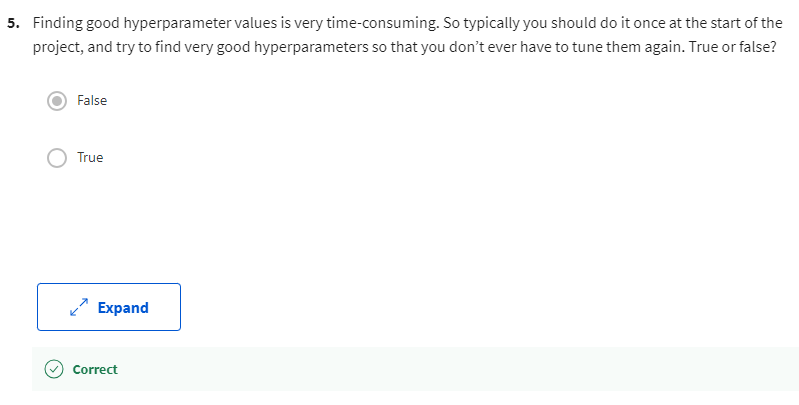 5. Finding good hyperparameter values is very time-consuming. So typically you should do it once at the start of the
project, and try to find very good hyperparameters so that you don’t ever have to tune them again. True or false?
False
True
Expand
Correct